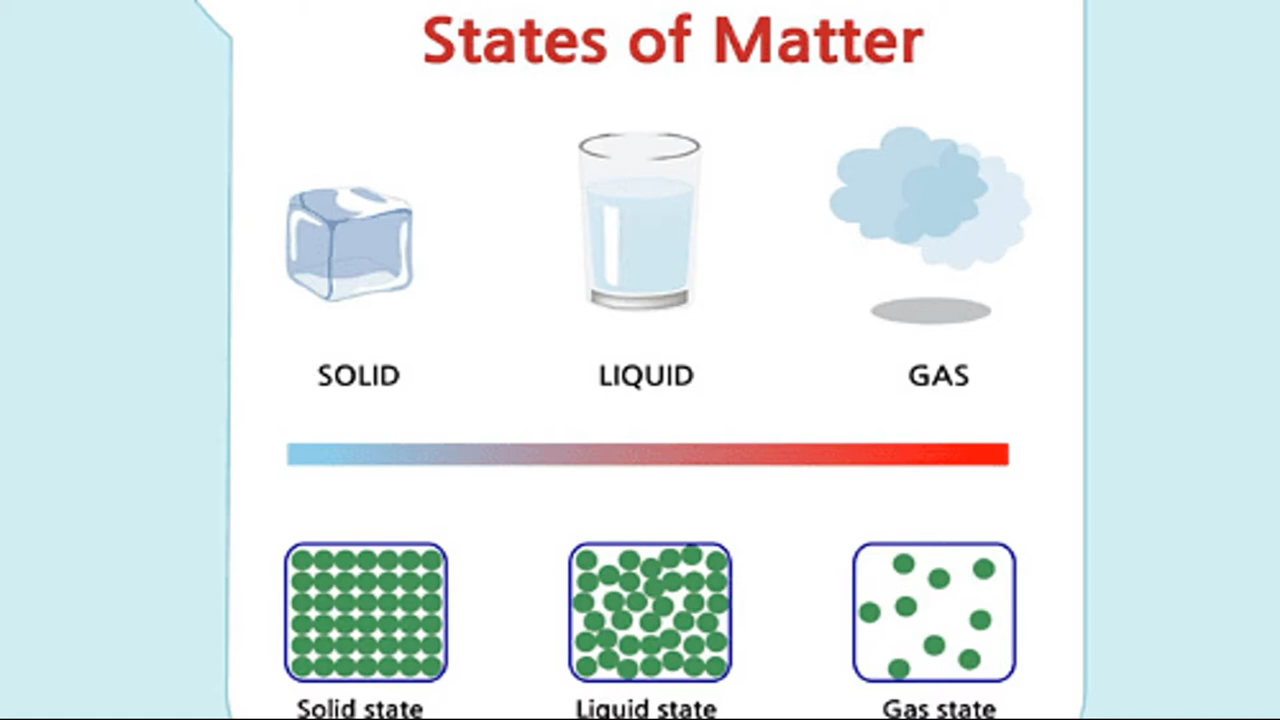 States of Matter
SOLID LIQUID GAS
Solid state Liquid state Gas state